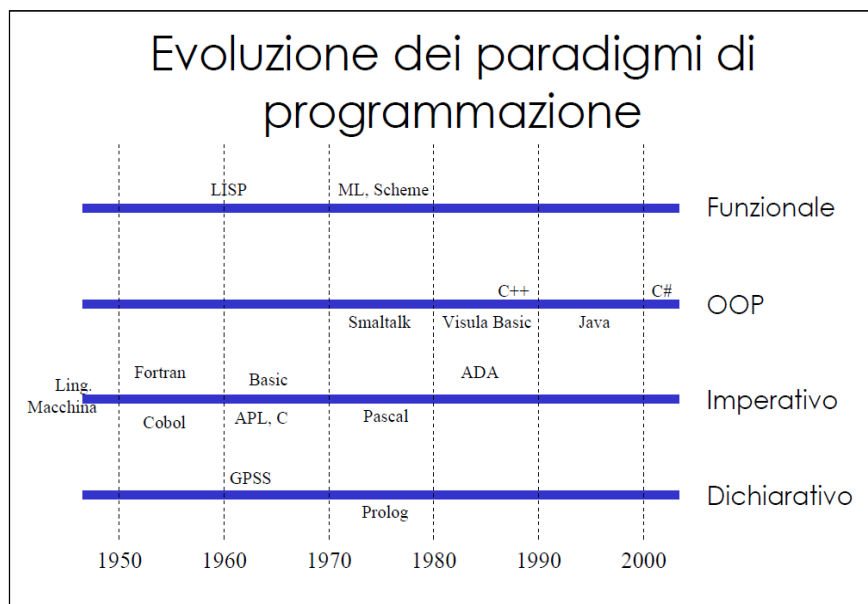 Evoluzione dei paradigmi di
programmazione
LISP
ML, Scheme
Funzionale
C++
C#
OOP
Smaltalk
Visula Basic
Java
Fortran
Basic
ADA
Ling.
Macchina
Imperativo
Cobol
APL, C
Pascal
GPSS
Dichiarativo
Prolog
1950 1960 1970 1980 1990 2000